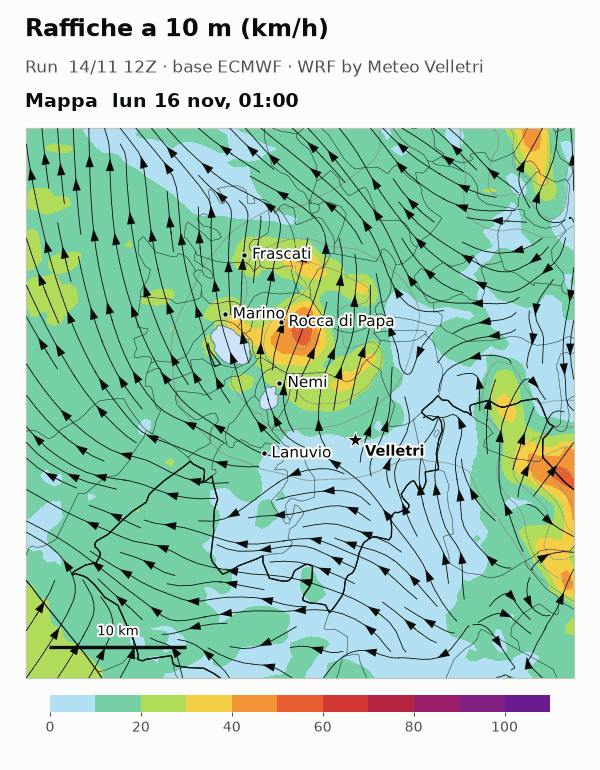 Raffiche a 10 m (km/h)
Run  14/11 12Z · base ECMWF · WRF by Meteo Velletri
Mappa  lun 16 nov, 01:00
Frascati
Marino
Rocca di Papa
Nemi
Velletri
Lanuvio
10 km
0 20 40 60 80 100